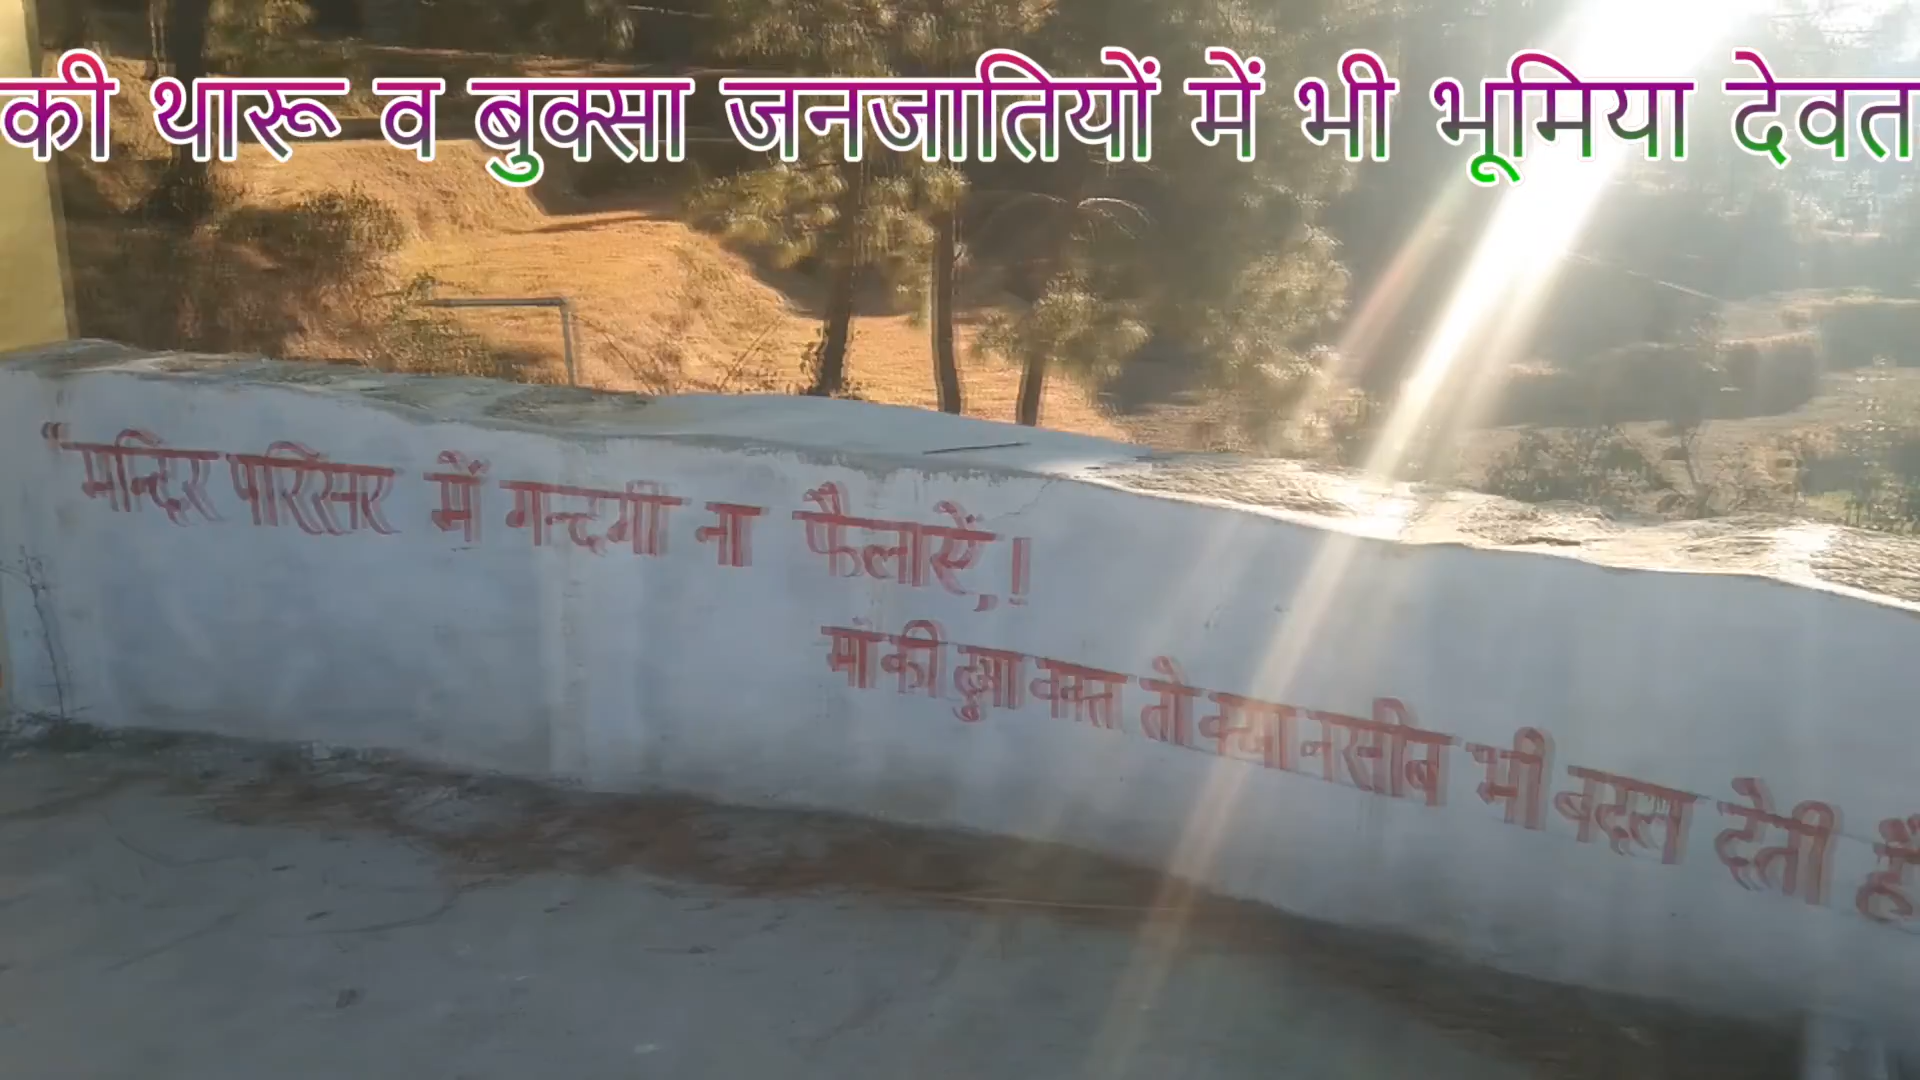 की थारू व बुक्सा जनजातियों में भी भूमिया देवत
"मन्दिर परिसर में गन्दगी ना फैलाऐं,!
माँ की दुआ वक्त तो क्या नसीब भी बदल देती है